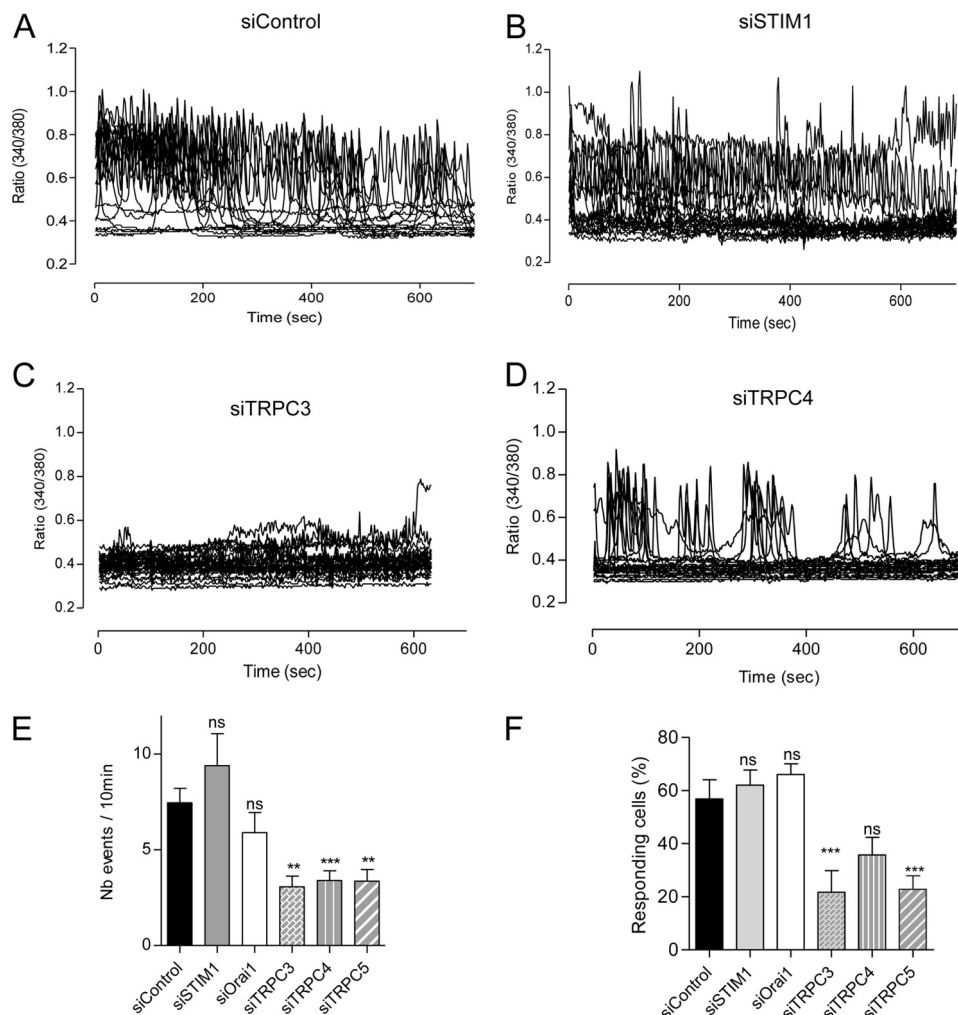 A
siControl
Ratio (340/380)
1.2
1.0
0.8
0.6
0.4
0.2
0
200
400
600
Time (sec)
B
siSTIM1
Ratio (340/380)
1.2
1.0
0.8
0.6
0.4
0.2
0
200
400
600
Time (sec)
C
siTRPC3
Ratio (340/380)
1.2
1.0
0.8
0.6
0.4
0.2
0
200
400
600
Time (sec)
D
siTRPC4
Ratio (340/380)
1.2
1.0
0.8
0.6
0.4
0.2
0
200
400
600
Time (sec)
E
Nb events / 10min
10
5
0
ns
ns
**
***
**
siControl
siSTIM1
siOrai1
siTRPC3
siTRPC4
siTRPC5
F
Responding cells (%)
80
60
40
20
0
ns
ns
***
ns
***
siControl
siSTIM1
siOrai1
siTRPC3
siTRPC4
siTRPC5